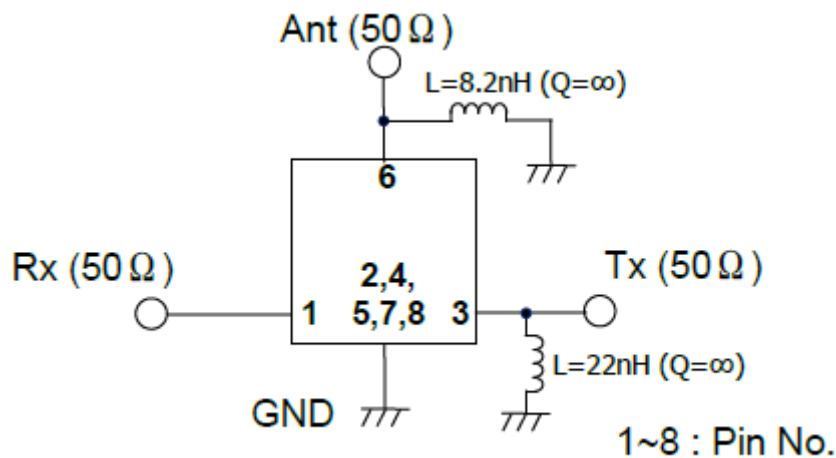 Ant (50Ω)
L=8.2nH (Q=∞)
6
Rx (50Ω)
Tx (50Ω)
2,4,
1 5,7,8 3
L=22nH (Q=∞)
GND
1~8 : Pin No.